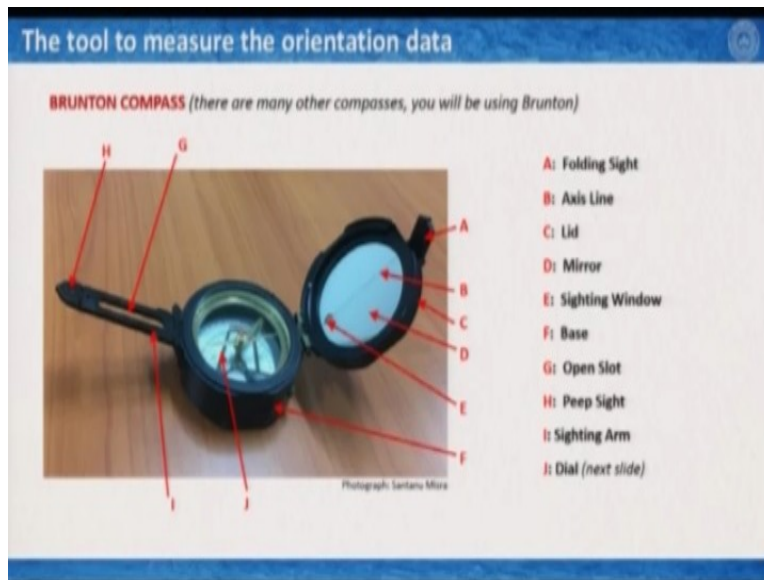 The tool to measure the orientation data
BRUNTON COMPASS (there are many other compasses, you will be using Brunton)
H
G
A
B
C
D
E
F
I
J
A: Folding Sight
B: Axis Line
C: Lid
D: Mirror
E: Sighting Window
F: Base
G: Open Slot
H: Peep Sight
I: Sighting Arm
J: Dial (next slide)
Photograph: Santanu Misra